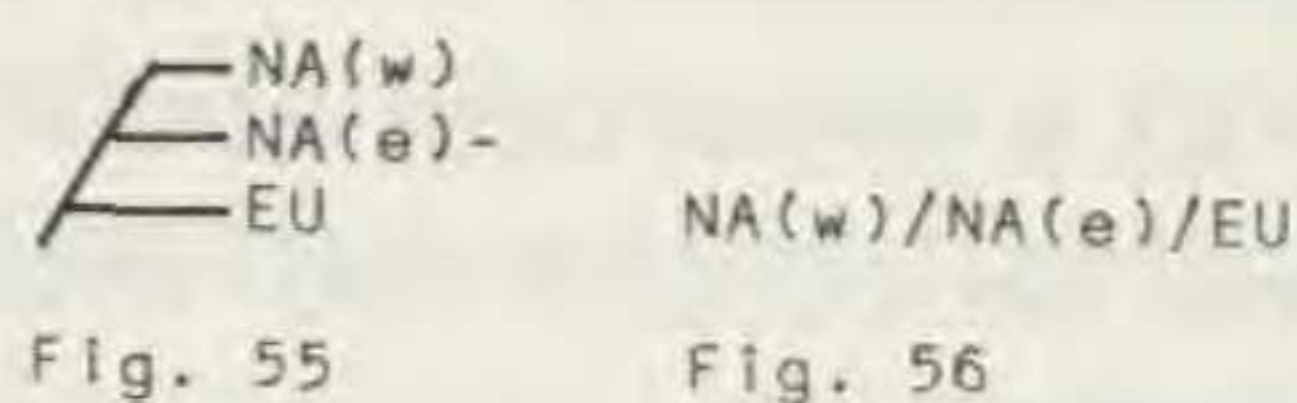 NA(w)
NA(e)-
EU
NA(w)/NA(e)/EU
Fig. 55
Fig. 56